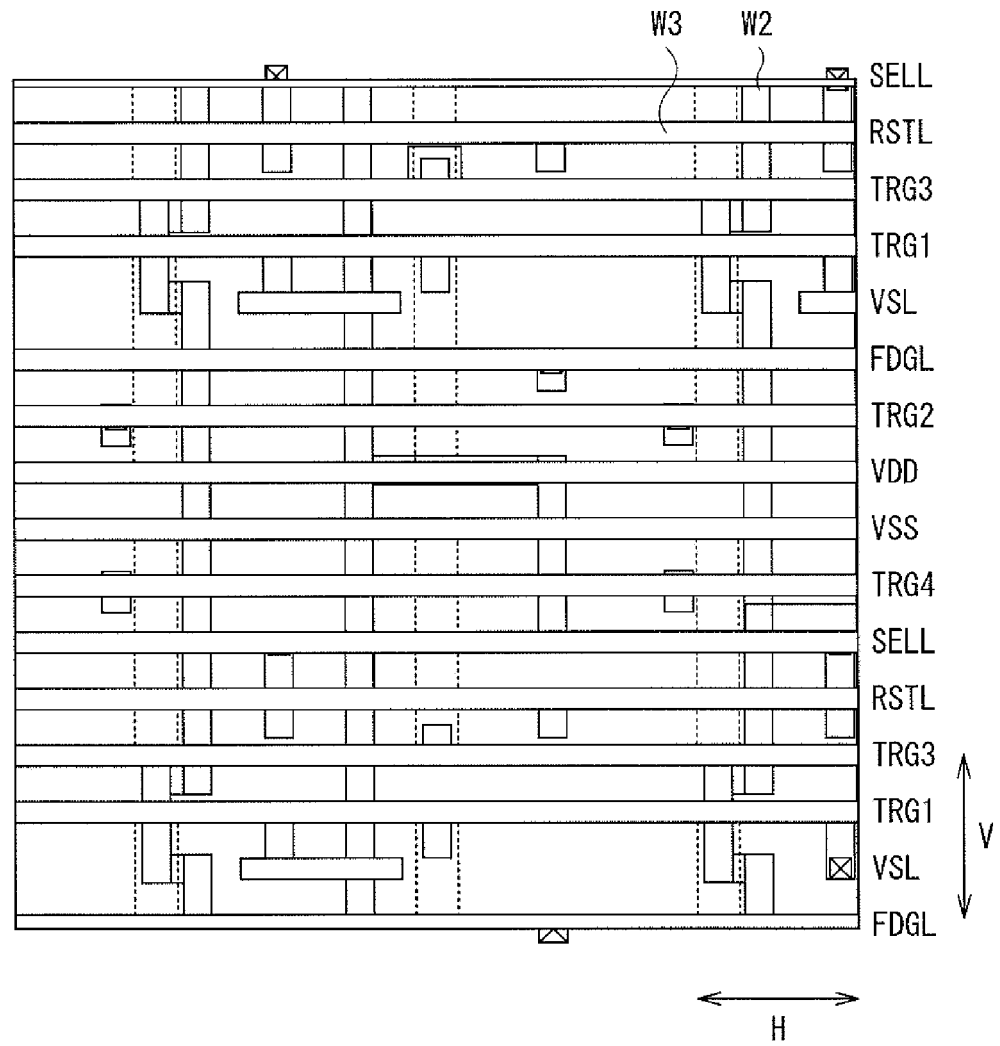 W3 W2
SELL
RSTL
TRG3
TRG1
VSL
FDGL
TRG2
VDD
VSS
TRG4
SELL
RSTL
TRG3
TRG1
V
VSL
FDGL
H